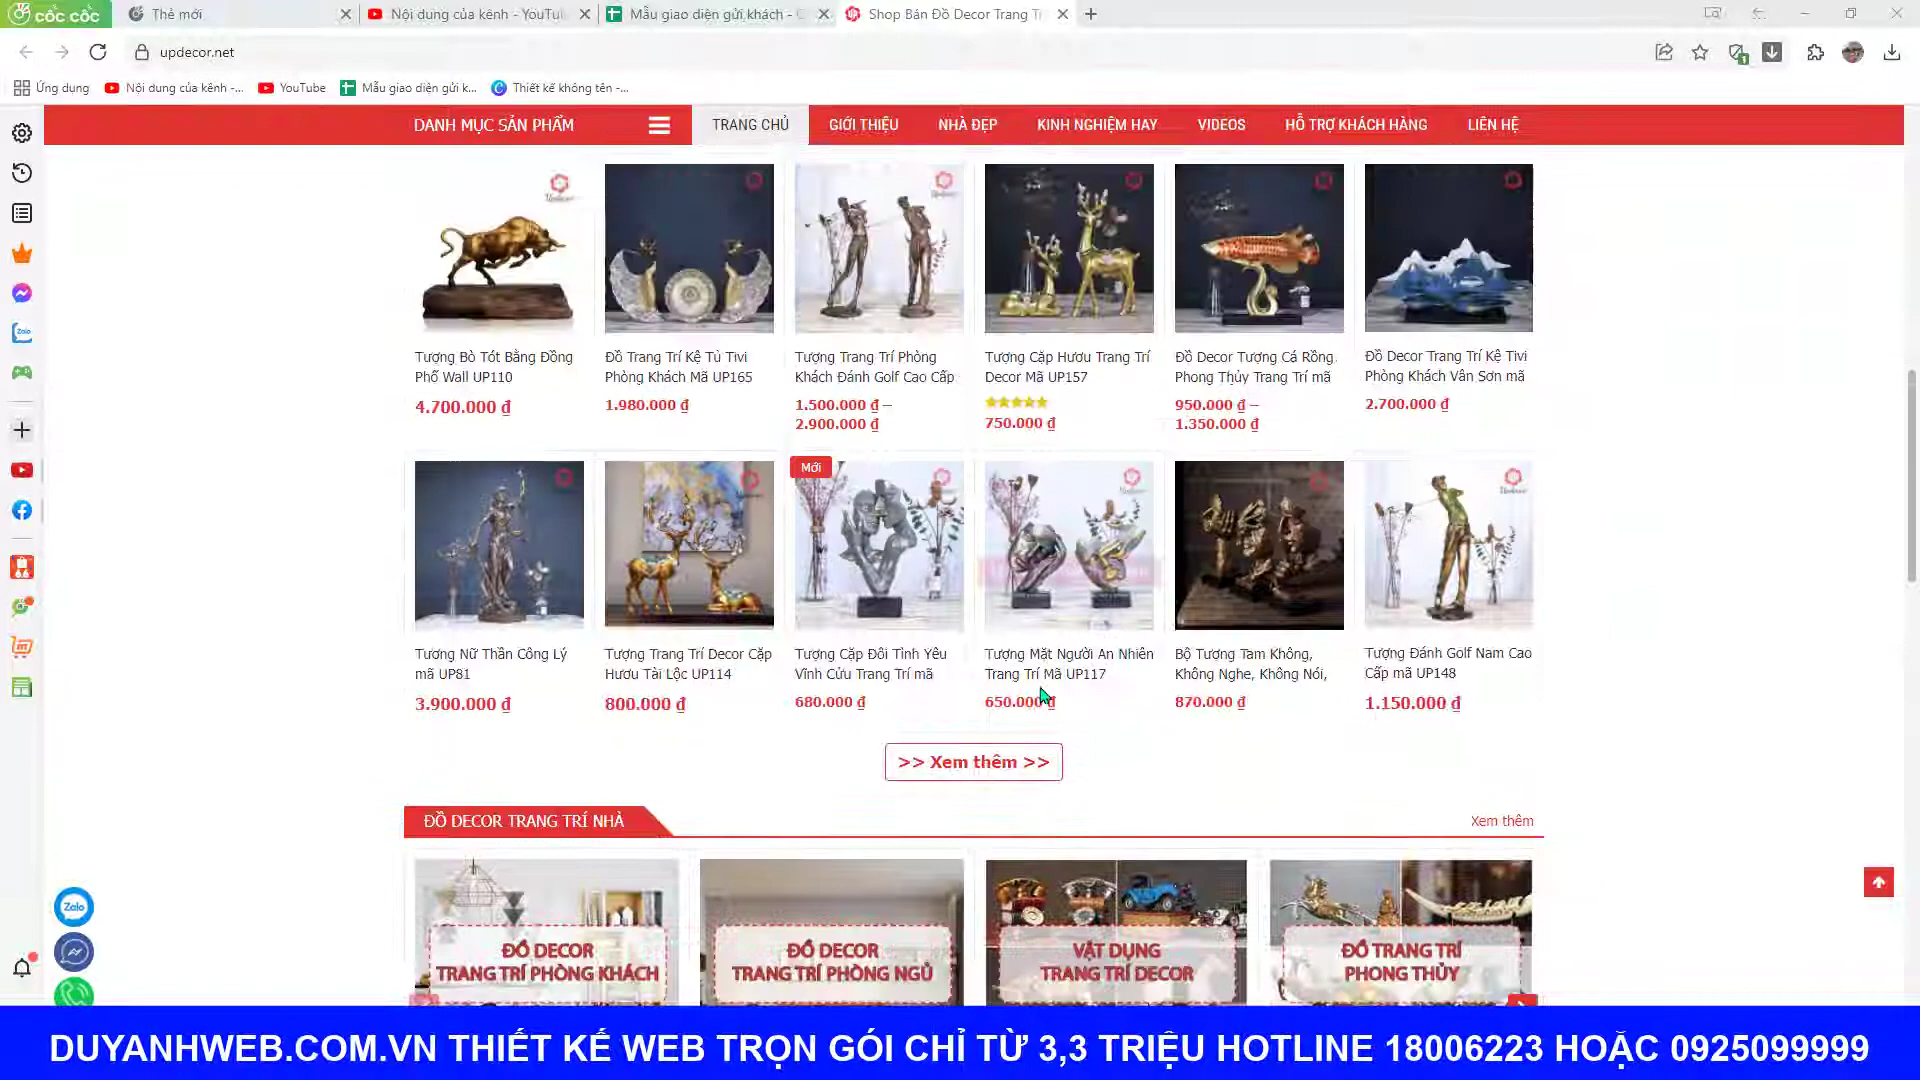 cốc cốc
Thẻ mới
Nội dung của kênh - YouTu
Mẫu giao diện gửi khách -
Shop Bán Đồ Decor Trang Tr
updecor.net
Ứng dụng
Nội dung của kênh -...
YouTube
Mẫu giao diện gửi k...
Thiết kế không tên -...
DANH MỤC SẢN PHẨM
TRANG CHỦ
GIỚI THIỆU
NHÀ ĐẸP
KINH NGHIỆM HAY
VIDEOS
HỖ TRỢ KHÁCH HÀNG
LIÊN HỆ
Tượng Bò Tót Bằng Đồng
Phố Wall UP110
4.700.000 ₫
Đồ Trang Trí Kệ Tủ Tivi
Phòng Khách Mã UP165
1.980.000 ₫
Tượng Trang Trí Phòng
Khách Đánh Golf Cao Cấp
1.500.000 ₫ –
2.900.000 ₫
Tượng Cặp Hươu Trang Trí
Decor Mã UP157
750.000 ₫
Đồ Decor Tượng Cá Rồng
Phong Thủy Trang Trí mã
950.000 ₫ –
1.350.000 ₫
Đồ Decor Trang Trí Kệ Tivi
Phòng Khách Vân Sơn mã
2.700.000 ₫
Mới
Tượng Nữ Thần Công Lý
mã UP81
3.900.000 ₫
Tượng Trang Trí Decor Cặp
Hươu Tài Lộc UP114
800.000 ₫
Tượng Cặp Đôi Tình Yêu
Vĩnh Cửu Trang Trí mã
680.000 ₫
Tượng Mặt Người An Nhiên
Trang Trí Mã UP117
650.000 ₫
Bộ Tượng Tam Không,
Không Nghe, Không Nói,
870.000 ₫
Tượng Đánh Golf Nam Cao
Cấp mã UP148
1.150.000 ₫
>> Xem thêm >>
ĐỒ DECOR TRANG TRÍ NHÀ
Xem thêm
ĐỒ DECOR
TRANG TRÍ PHÒNG KHÁCH
ĐỒ DECOR
TRANG TRÍ PHÒNG NGỦ
VẬT DỤNG
TRANG TRÍ DECOR
ĐỒ TRANG TRÍ
PHONG THỦY
Zalo
DUYANHWEB.COM.VN THIẾT KẾ WEB TRỌN GÓI CHỈ TỪ 3,3 TRIỆU HOTLINE 18006223 HOẶC 0925099999